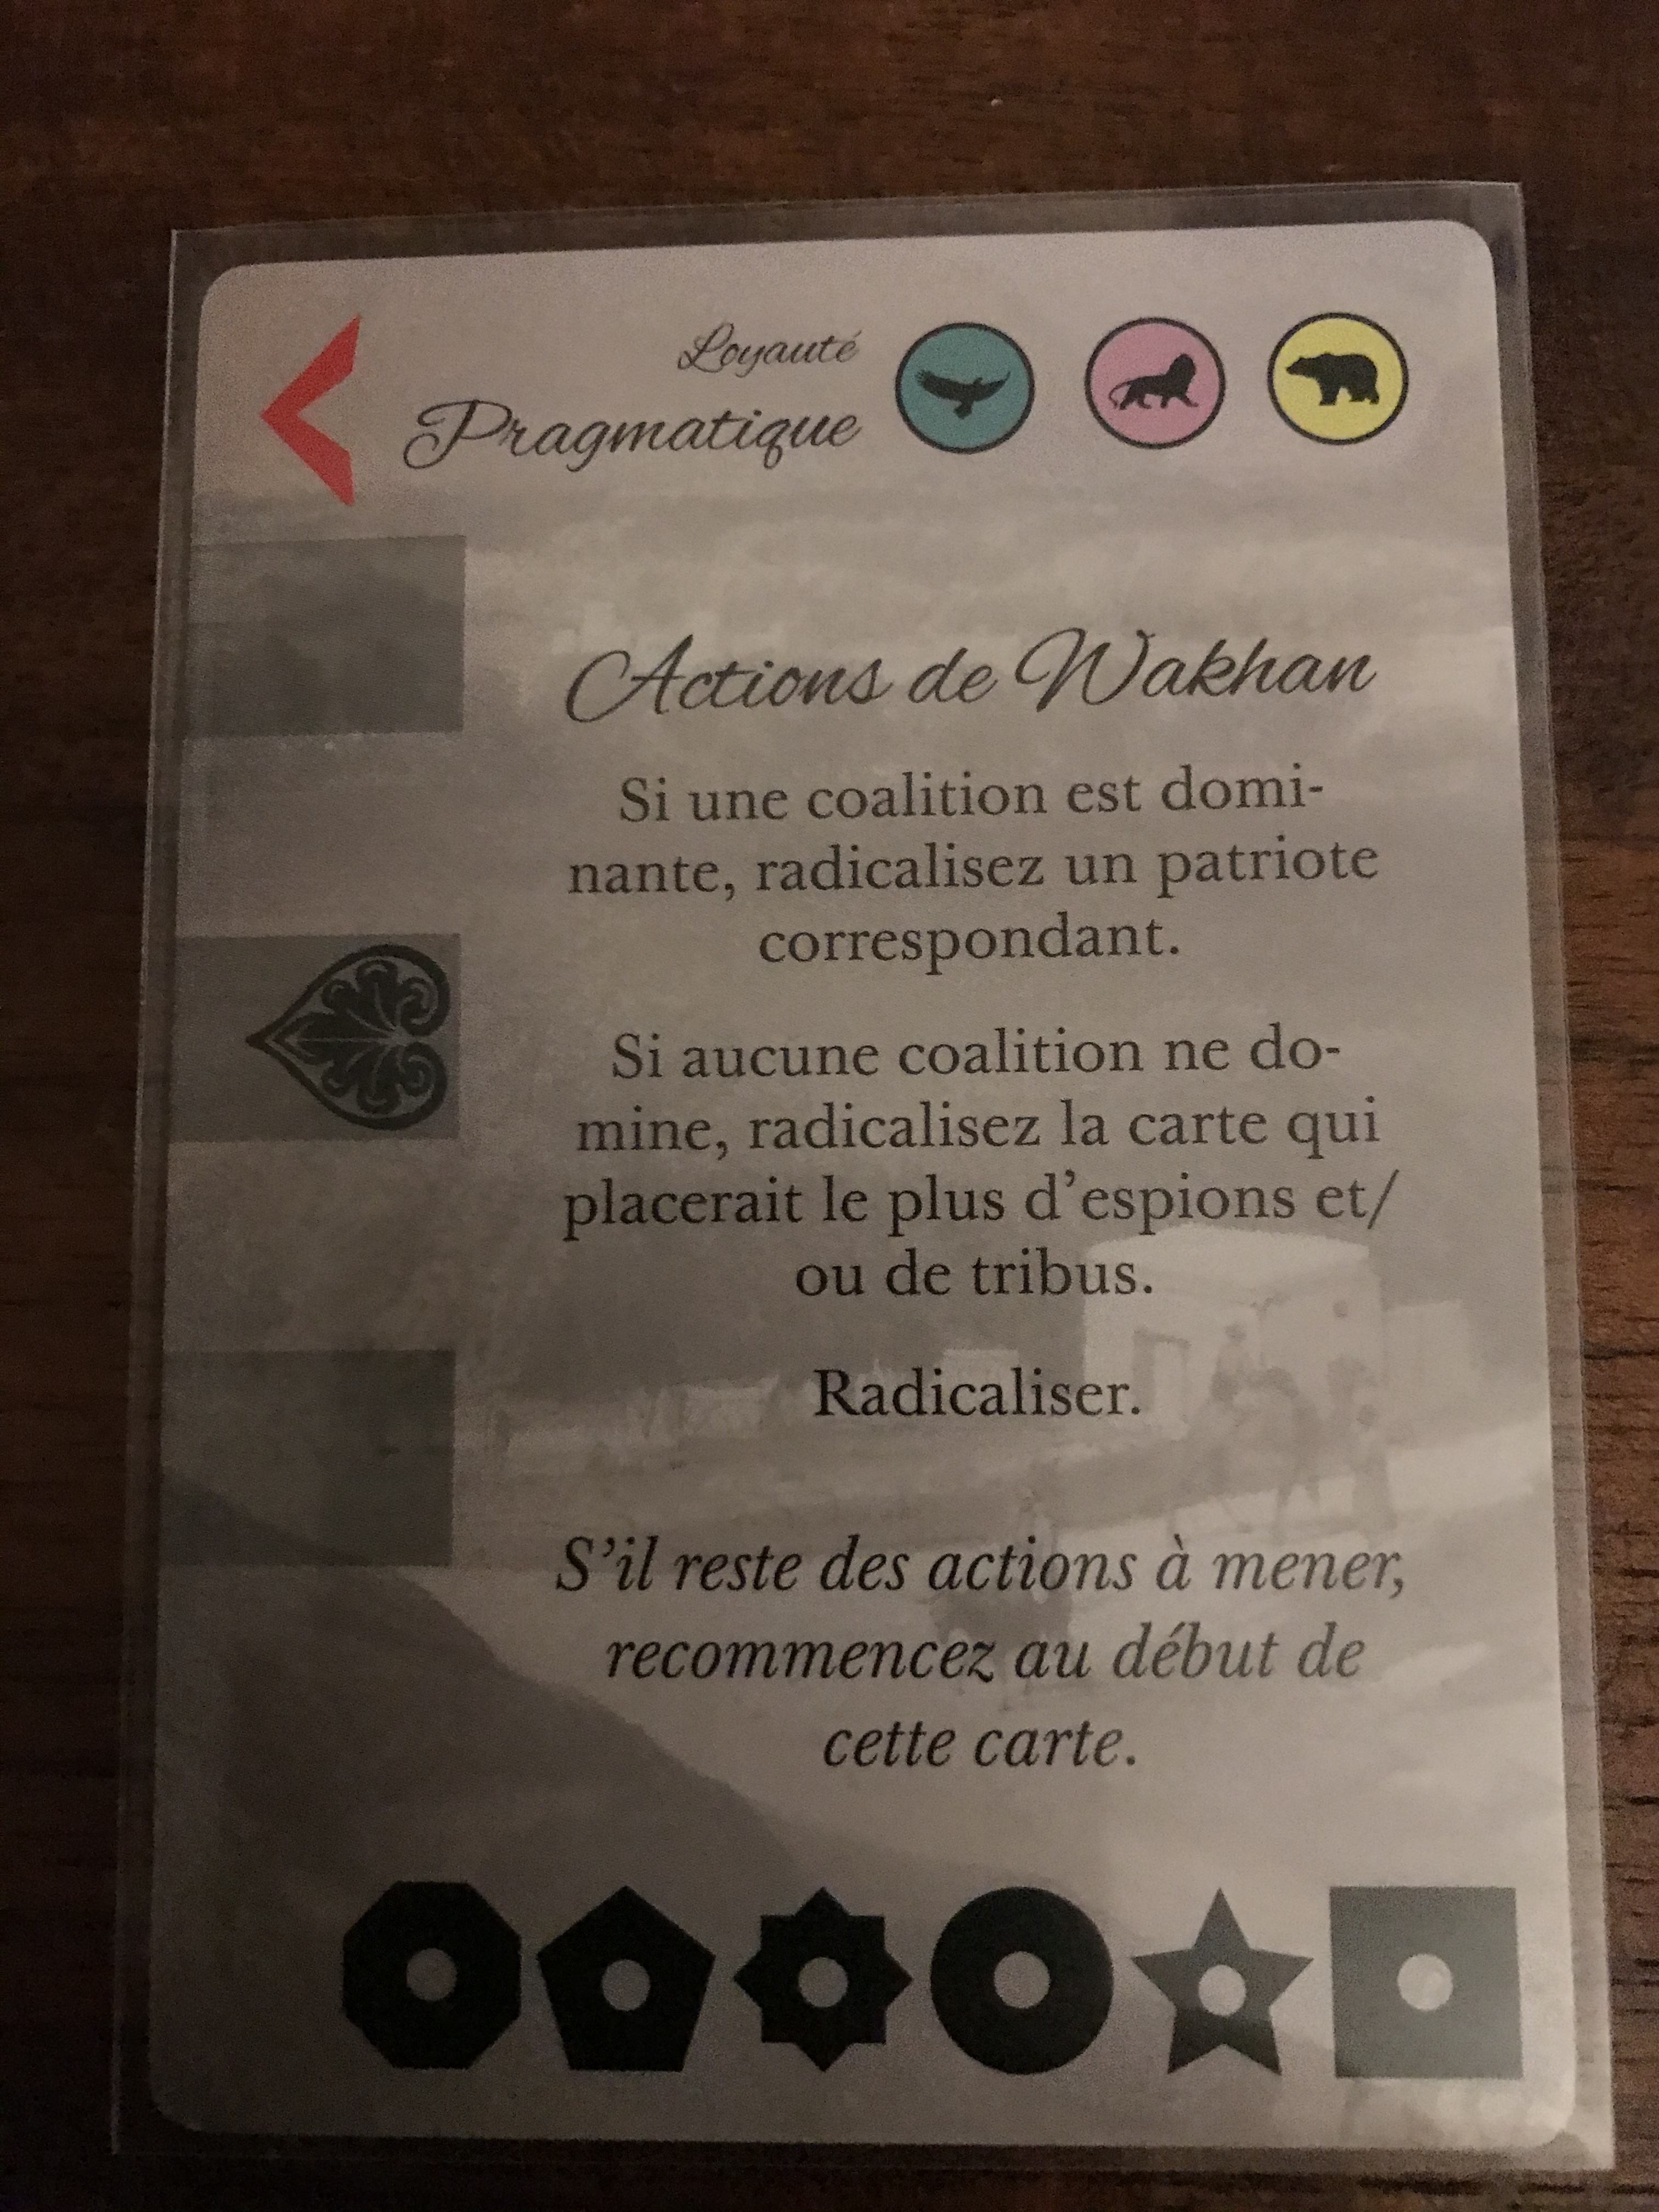 Loyauté
Pragmatique
Actions de Wakhan
Si une coalition est domi-
nante, radicalisez un patriote
correspondant.
Si aucune coalition ne do-
mine, radicalisez la carte qui
placerait le plus d’espions et/
ou de tribus.
Radicaliser.
S’il reste des actions à mener,
recommencez au début de
cette carte.